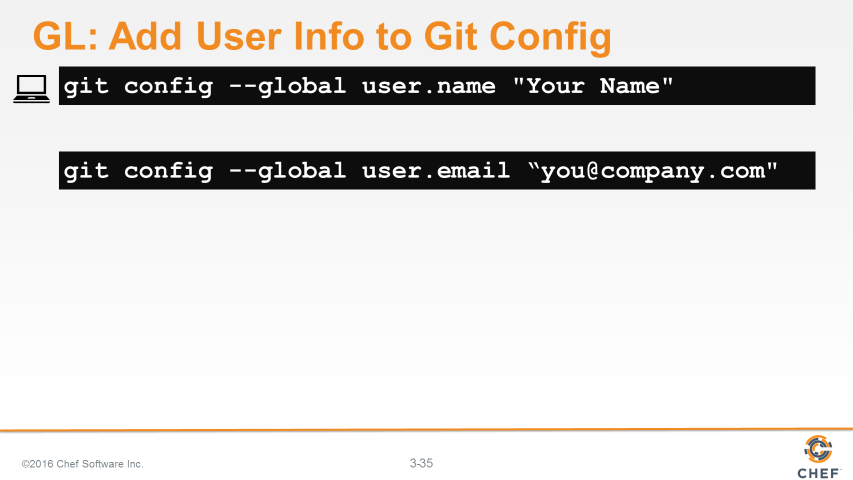 GL: Add User Info to Git Config
git config --global user.name "Your Name"
git config --global user.email “you@company.com"
©2016 Chef Software Inc.
3-35
CHEF